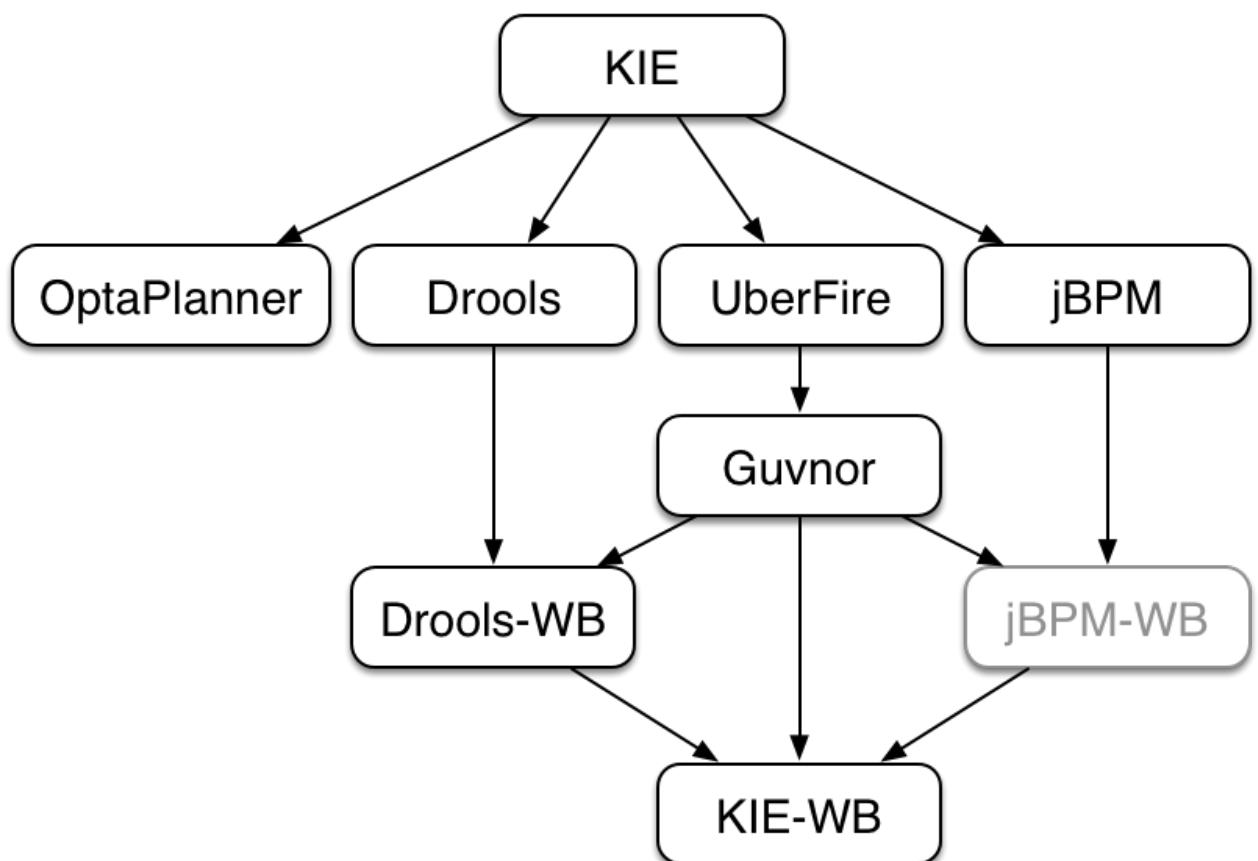 KIE
OptaPlanner
Drools
UberFire
jBPM
Guvnor
Drools-WB
jBPM-WB
KIE-WB